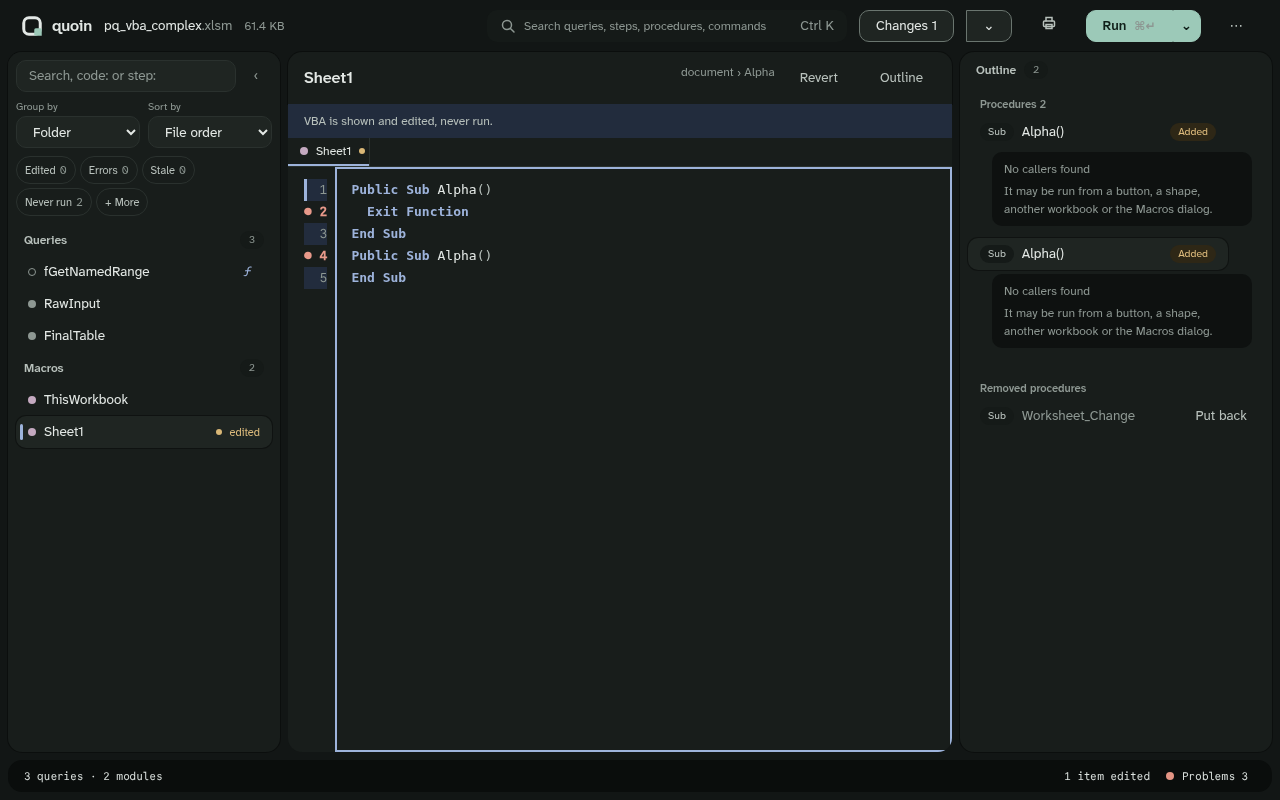 quoin pq_vba_complex.xlsm 61.4 KB
Search queries, steps, procedures, commands Ctrl K
Changes 1
Run ⌘↵
Search, code: or step:
Group by Sort by
Folder File order
Edited 0 Errors 0 Stale 0
Never run 2 + More
Queries 3
fGetNamedRange ƒ
RawInput
FinalTable
Macros 2
ThisWorkbook
Sheet1 edited
Sheet1 document › Alpha Revert Outline
VBA is shown and edited, never run.
Sheet1
1 Public Sub Alpha()
2 Exit Function
3 End Sub
4 Public Sub Alpha()
5 End Sub
Outline 2
Procedures 2
Sub Alpha() Added
No callers found
It may be run from a button, a shape,
another workbook or the Macros dialog.
Sub Alpha() Added
No callers found
It may be run from a button, a shape,
another workbook or the Macros dialog.
Removed procedures
Sub Worksheet_Change Put back
3 queries · 2 modules
1 item edited Problems 3